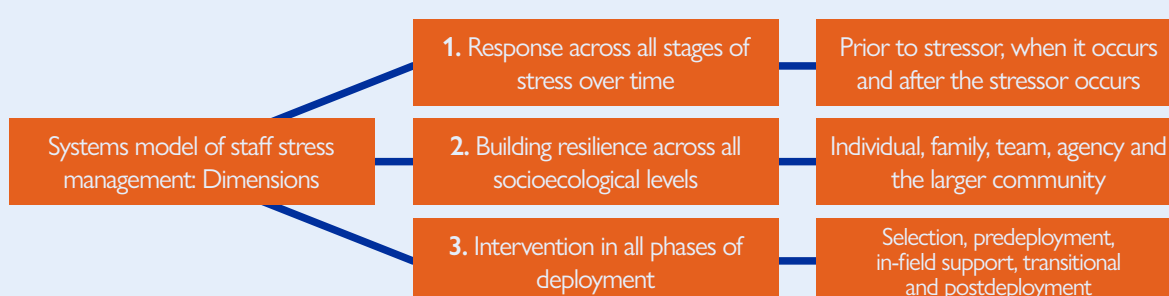 Systems model of staff stress
management: Dimensions
1. Response across all stages of
stress over time
Prior to stressor, when it occurs
and after the stressor occurs
2. Building resilience across all
socioecological levels
Individual, family, team, agency and
the larger community
3. Intervention in all phases of
deployment
Selection, predeployment,
in-field support, transitional
and postdeployment